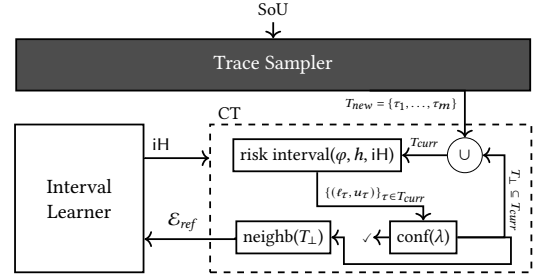 SoU
Trace Sampler
T_new = {τ_1, . . . , τ_m}
CT
iH
risk interval(φ, h, iH)
T_curr
∪
T_⊥ ⊆ T_curr
Interval
Learner
{(ℓ_τ, u_τ)}_τ∈T_curr
ℰ_ref
neighb(T_⊥)
✓
conf(λ)